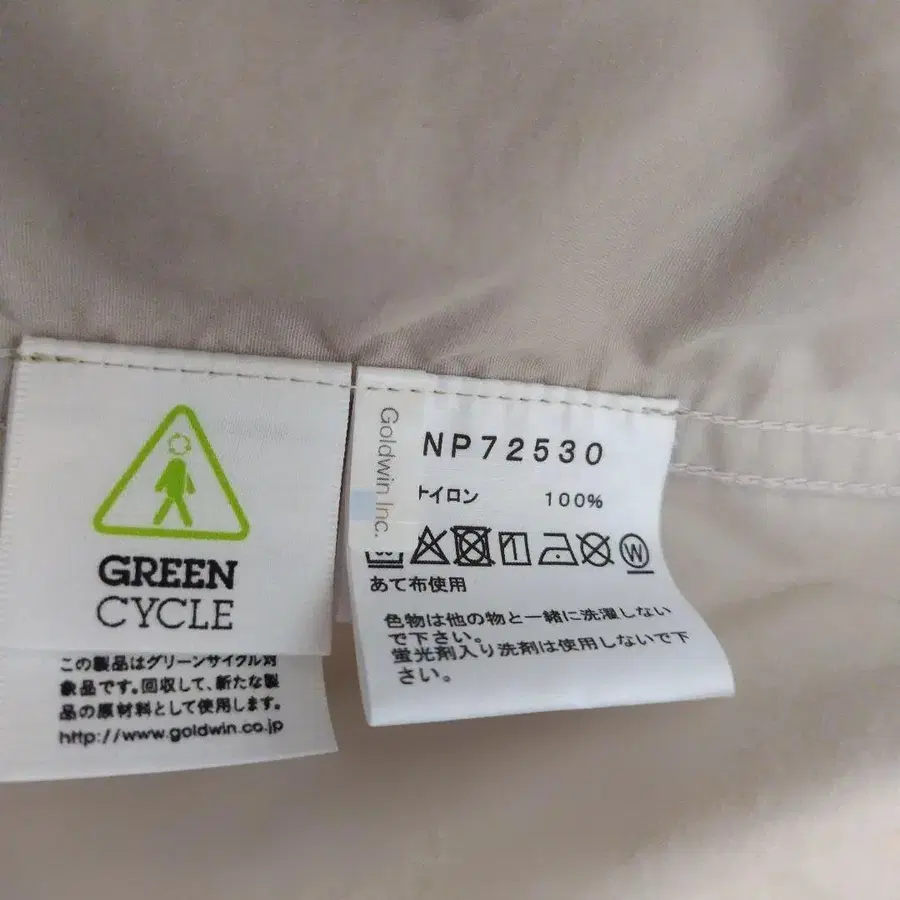 GREEN
CYCLE
この製品はグリーンサイクル対
象品です。回収して、新たな製
品の原材料として使用します。
http://www.goldwin.co.jp
Goldwin Inc.
NP72530
ナイロン 100%
W
あて布使用
色物は他の物と一緒に洗濯しない
で下さい。
蛍光剤入り洗剤は使用しないで下
さい。